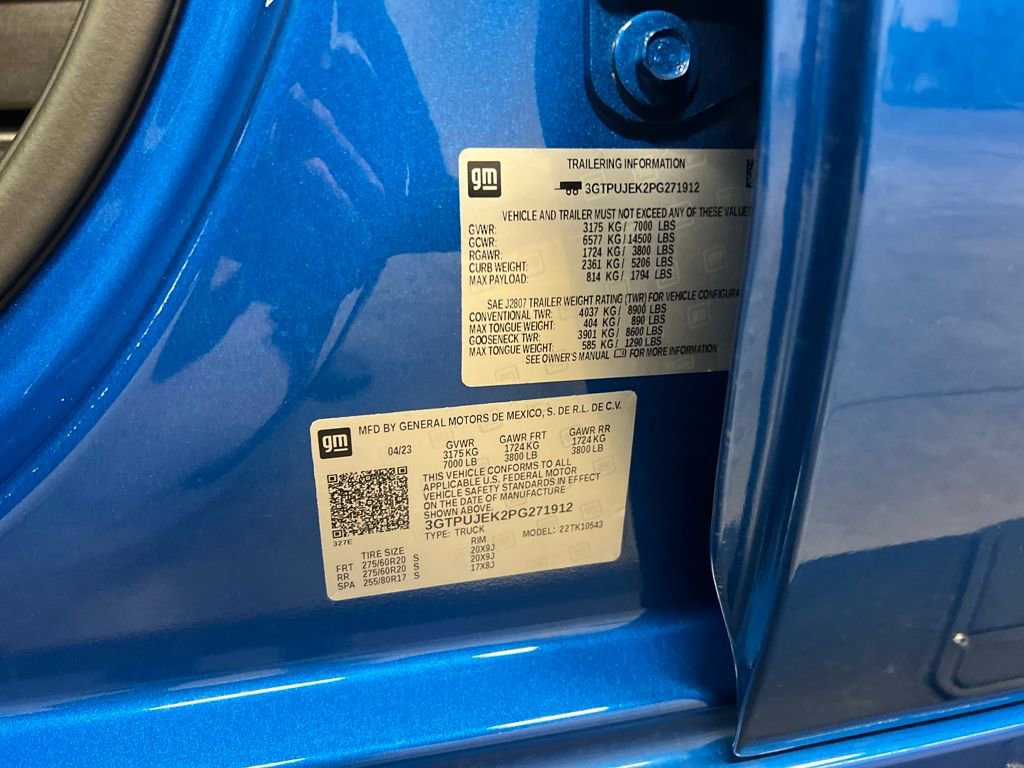 gm
TRAILERING INFORMATION
3GTPUJEK2PG271912
VEHICLE AND TRAILER MUST NOT EXCEED ANY OF THESE VALUE
GVWR: 3175 KG/ 7000 LBS
GCWR: 6577 KG/14500 LBS
RGAWR: 1724 KG/ 3800 LBS
CURB WEIGHT: 2361 KG/ 5206 LBS
MAX PAYLOAD: 814 KG/ 1794 LBS
SAE J2807 TRAILER WEIGHT RATING (TWR) FOR VEHICLE CONFIGURA
CONVENTIONAL TWR: 4037 KG/ 8900 LBS
MAX TONGUE WEIGHT: 404 KG/ 890 LBS
GOOSENECK TWR: 3901 KG/ 8600 LBS
MAX TONGUE WEIGHT: 585 KG/ 1290 LBS
SEE OWNER'S MANUAL FOR MORE INFORMATION
gm
MFD BY GENERAL MOTORS DE MEXICO, S. DE R.L. DE C.V.
04/23 GVWR GAWR FRT GAWR RR
3175 KG 1724 KG 1724 KG
7000 LB 3800 LB 3800 LB
THIS VEHICLE CONFORMS TO ALL
APPLICABLE U.S. FEDERAL MOTOR
VEHICLE SAFETY STANDARDS IN EFFECT
ON THE DATE OF MANUFACTURE
SHOWN ABOVE.
3GTPUJEK2PG271912
TYPE: TRUCK MODEL: 22TK10543
327E
TIRE SIZE RIM
FRT 275/60R20 S 20X9J
RR 275/60R20 S 20X9J
SPA 255/80R17 S 17X8J